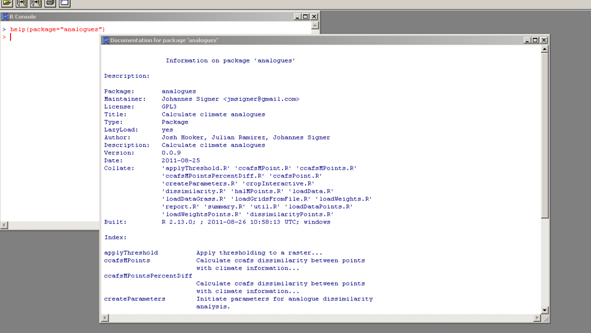 R Console
> help(package="analogues")
>
Documentation for package 'analogues'
Information on package 'analogues'
Description:
Package: analogues
Maintainer: Johannes Signer <jmsigner@gmail.com>
License: GPL3
Title: Calculate climate analogues
Type: Package
LazyLoad: yes
Author: Josh Hooker, Julian Ramirez, Johannes Signer
Description: Calculate climate analogues
Version: 0.0.9
Date: 2011-08-25
Collate: 'applyThreshold.R' 'ccafsMPoint.R' 'ccafsMPoints.R'
'ccafsMPointsPercentDiff.R' 'ccafsPoint.R'
'createParameters.R' 'cropInteractive.R'
'dissimilarity.R' 'halMPoints.R' 'loadData.R'
'loadDataGrass.R' 'loadGridsFromFile.R' 'loadWeights.R'
'report.R' 'summary.R' 'util.R' 'loadDataPoints.R'
'loadWeightsPoints.R' 'dissimilarityPoints.R'
Built: R 2.13.0; ; 2011-08-26 10:58:13 UTC; windows
Index:
applyThreshold Apply thresholding to a raster...
ccafsMPoints Calculate ccafs dissimilarity between points
with climate information...
ccafsMPointsPercentDiff
Calculate ccafs dissimilarity between points
with climate information...
createParameters Initiate parameters for analogue dissimilarity
analysis.